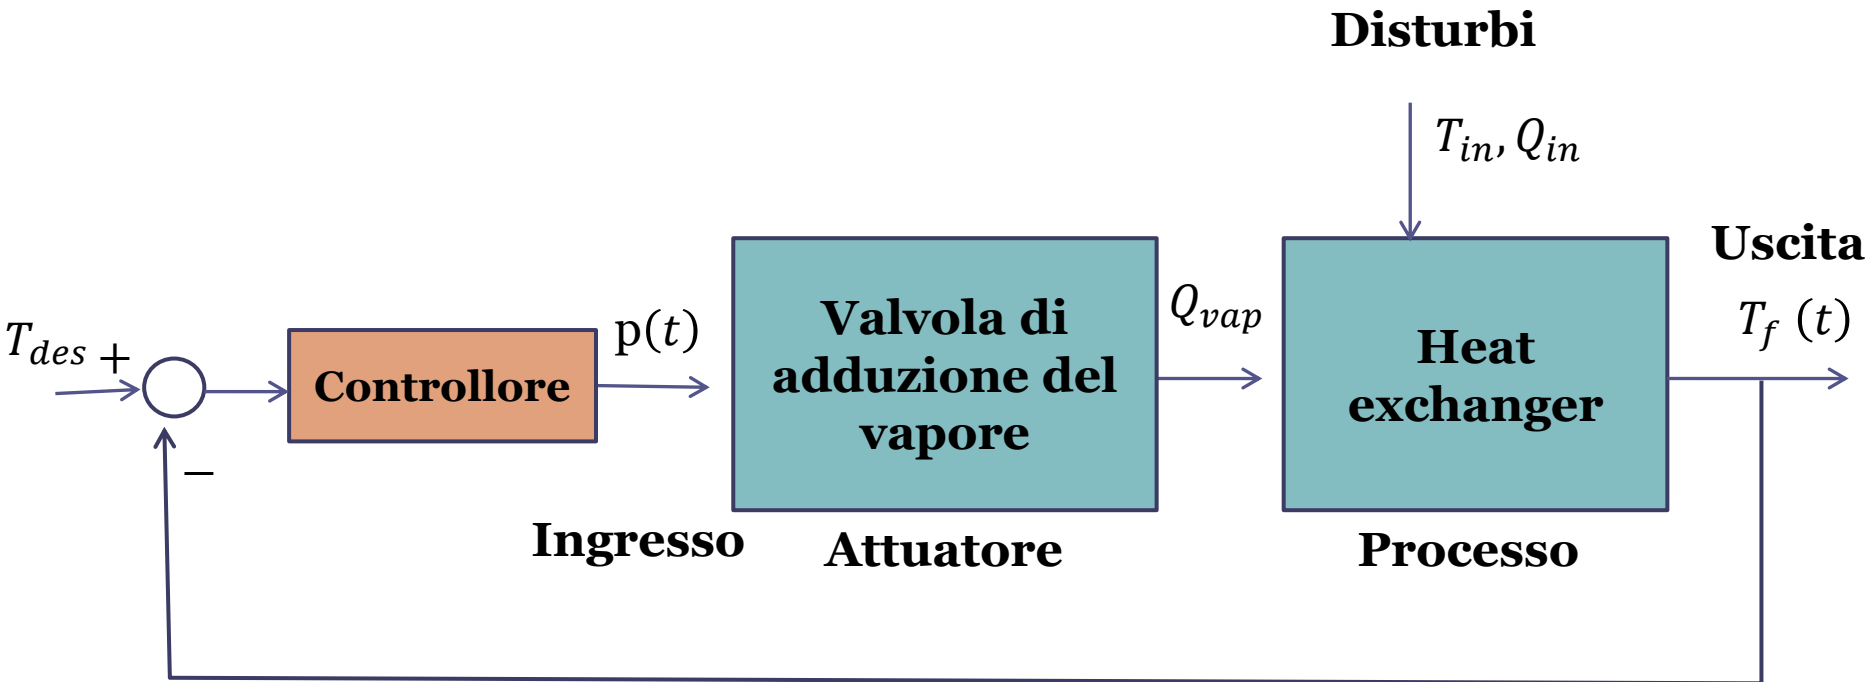 Disturbi
T_in, Q_in
Uscita
T_f (t)
T_des +
−
Controllore
p(t)
Ingresso
Valvola di
adduzione del
vapore
Attuatore
Q_vap
Heat
exchanger
Processo